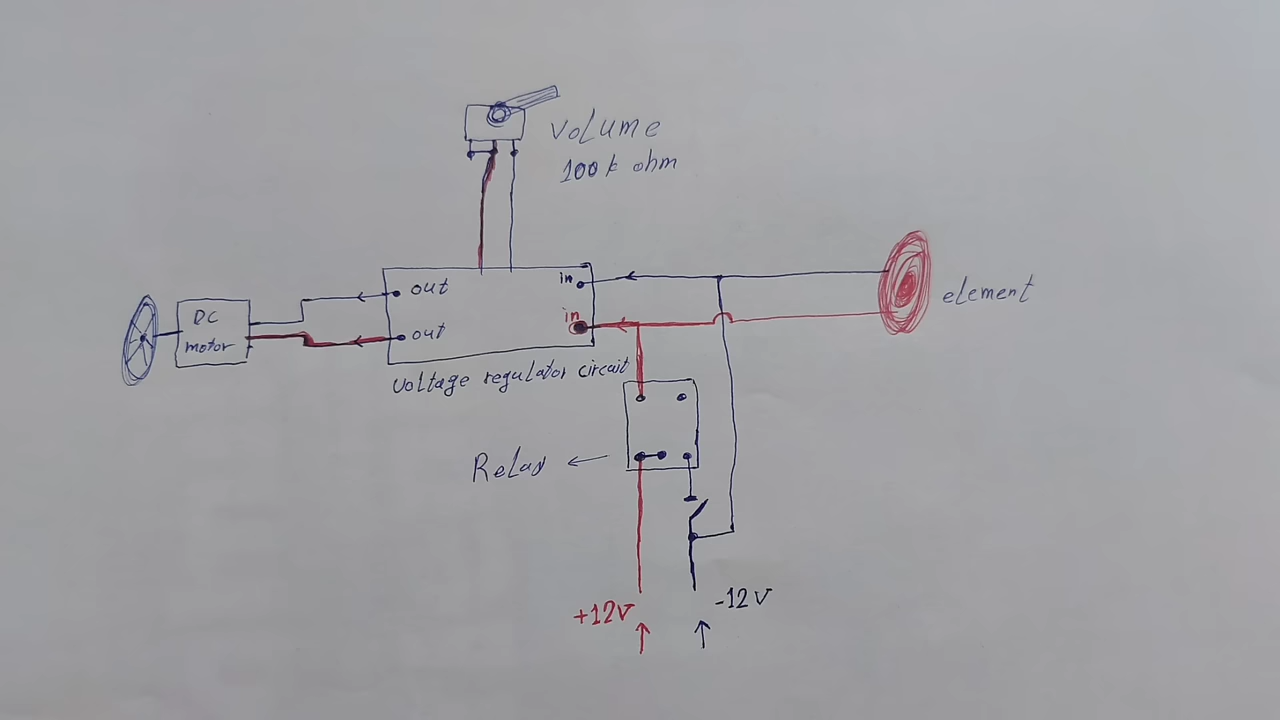 volume
100k ohm
out
in
element
DC
motor
out
in
voltage regulator circuit
Relay
+12V
-12V